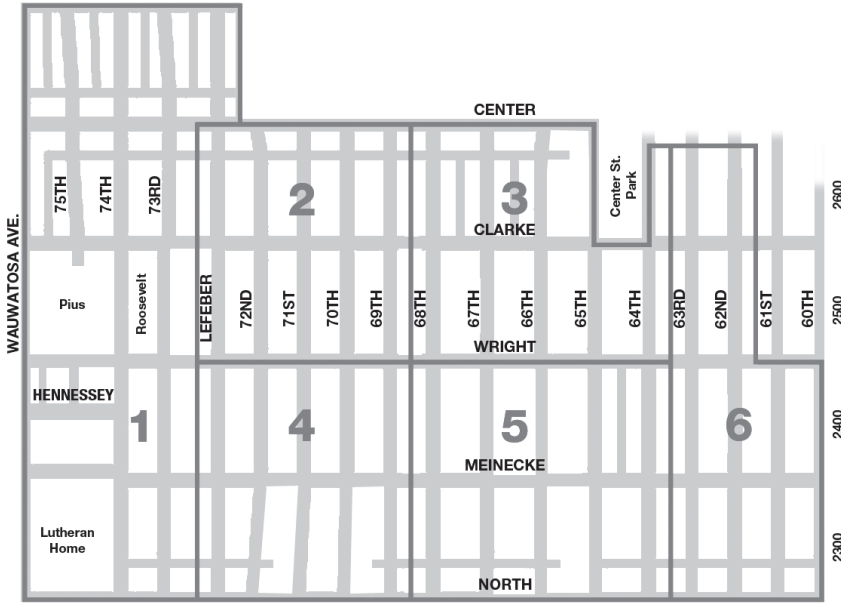 CENTER
75TH
74TH
73RD
2
3
Center St.
Park
2600
CLARKE
WAUWATOSA AVE.
Pius
Roosevelt
LEFEBER
72ND
71ST
70TH
69TH
68TH
67TH
66TH
65TH
64TH
63RD
62ND
61ST
60TH
2500
WRIGHT
HENNESSEY
1
4
5
6
2400
MEINECKE
Lutheran
Home
2300
NORTH